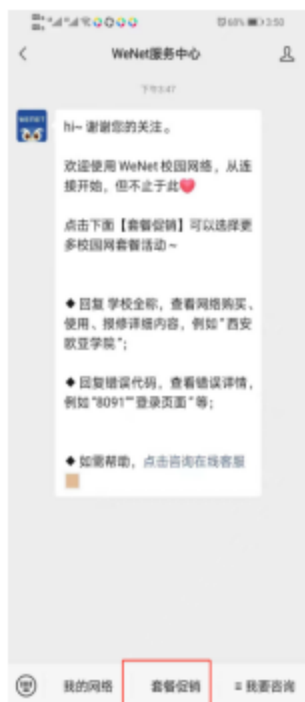 60% 3:50
WeNet服务中心
下午3:47
WENET
hi~ 谢谢您的关注。
欢迎使用 WeNet 校园网络，从连
接开始，但不止于此
点击下面【套餐促销】可以选择更
多校园网套餐活动～
◆ 回复 学校全称，查看网络购买、
使用、报修详细内容，例如“西安
欧亚学院”;
◆ 回复错误代码，查看错误详情，
例如“8091”“登录页面”等;
◆ 如需帮助，点击咨询在线客服
我的网络
套餐促销
≡ 我要咨询